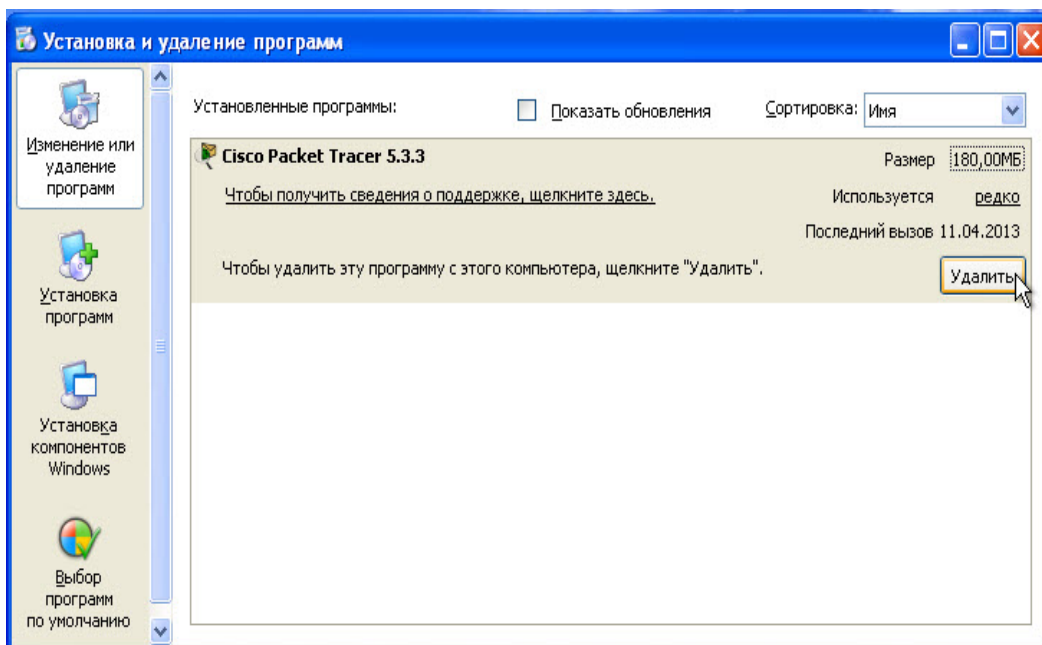 Установка и удаление программ
Изменение или
удаление
программ
Установка
программ
Установка
компонентов
Windows
Выбор
программ
по умолчанию
Установленные программы:
Показать обновления
Сортировка: Имя
Cisco Packet Tracer 5.3.3
Размер 180,00МБ
Чтобы получить сведения о поддержке, щелкните здесь.
Используется редко
Последний вызов 11.04.2013
Чтобы удалить эту программу с этого компьютера, щелкните "Удалить".
Удалить